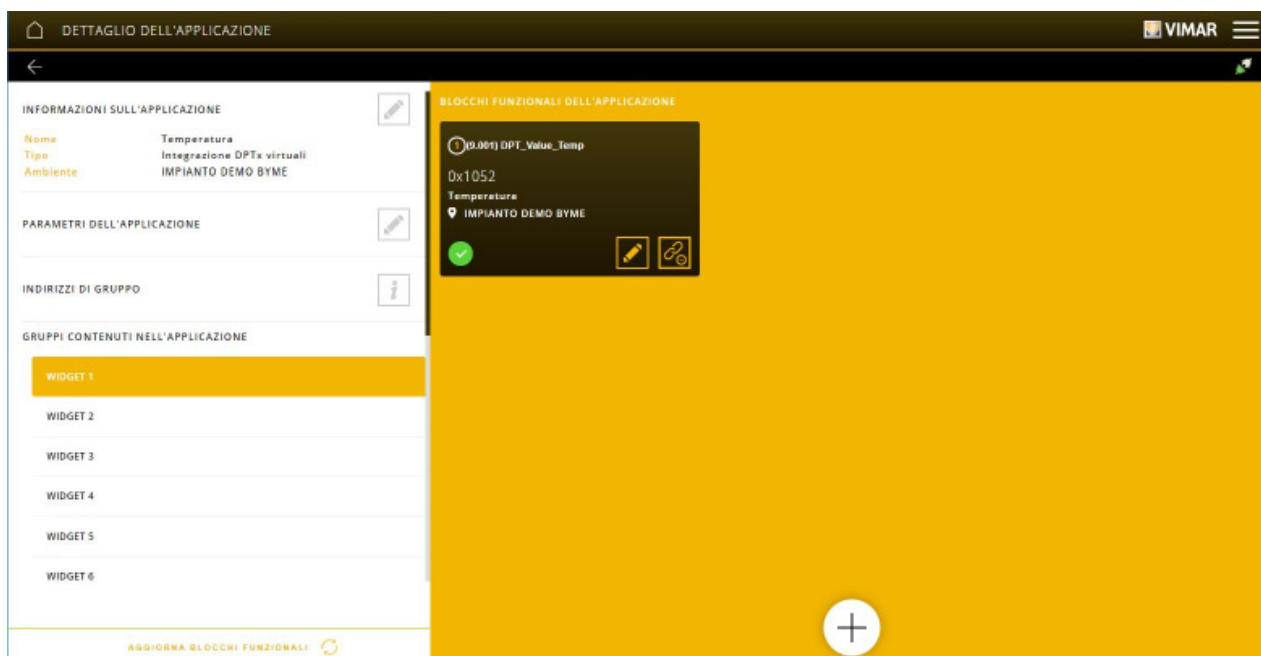 DETTAGLIO DELL'APPLICAZIONE
VIMAR
INFORMAZIONI SULL'APPLICAZIONE
Nome Temperatura
Tipo Integrazione DPTx virtuali
Ambiente IMPIANTO DEMO BYME
PARAMETRI DELL'APPLICAZIONE
INDIRIZZI DI GRUPPO
i
GRUPPI CONTENUTI NELL'APPLICAZIONE
WIDGET 1
WIDGET 2
WIDGET 3
WIDGET 4
WIDGET 5
WIDGET 6
AGGIORNA BLOCCHI FUNZIONALI
BLOCCHI FUNZIONALI DELL'APPLICAZIONE
1 (9.001) DPT_Value_Temp
0x1052
Temperatura
IMPIANTO DEMO BYME